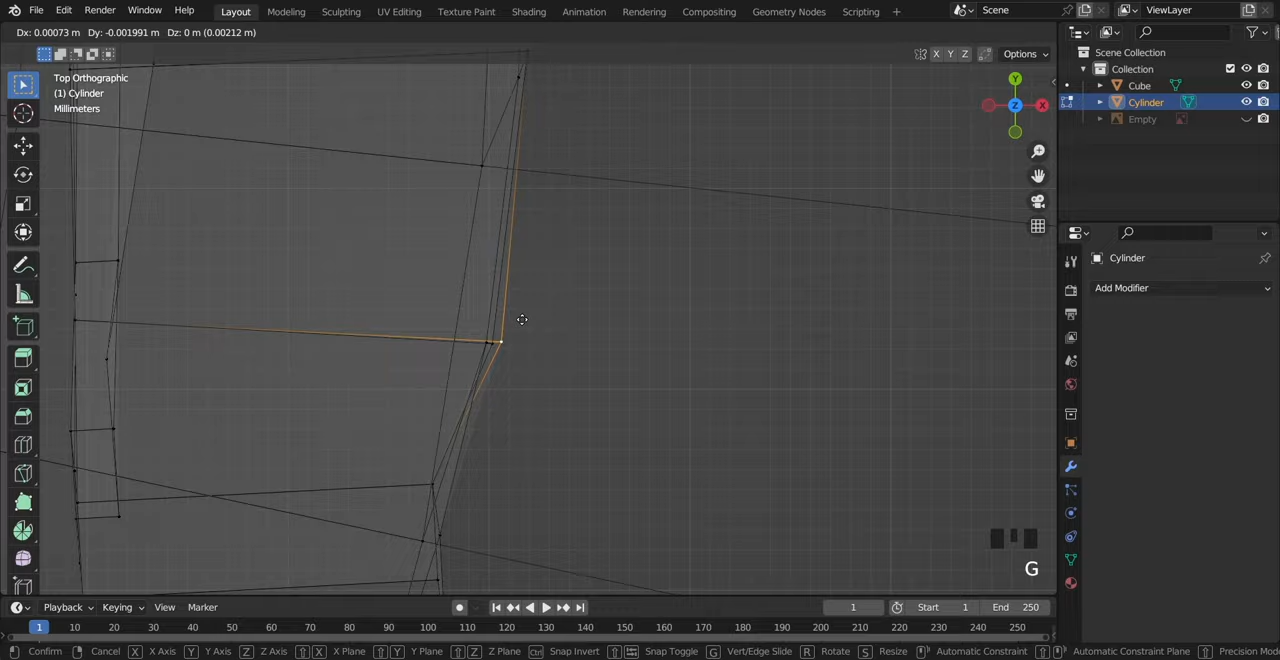 File Edit Render Window Help Layout Modeling Sculpting UV Editing Texture Paint Shading Animation Rendering Compositing Geometry Nodes Scripting + Scene ViewLayer
Dx: 0.00073 m Dy: -0.001991 m Dz: 0 m (0.00212 m)
X Y Z Options
Scene Collection
Collection
Cube
Cylinder
Empty
Top Orthographic
(1) Cylinder
Millimeters
Y
Z X
Cylinder
Add Modifier
G
Playback Keying View Marker 1 Start 1 End 250
1 10 20 30 40 50 60 70 80 90 100 110 120 130 140 150 160 170 180 190 200 210 220 230 240 250
Confirm Cancel X X Axis Y Y Axis Z Z Axis X X Plane Y Y Plane Z Z Plane Ctrl Snap Invert Snap Toggle G Vert/Edge Slide R Rotate S Resize Automatic Constraint Automatic Constraint Plane Precision Mod